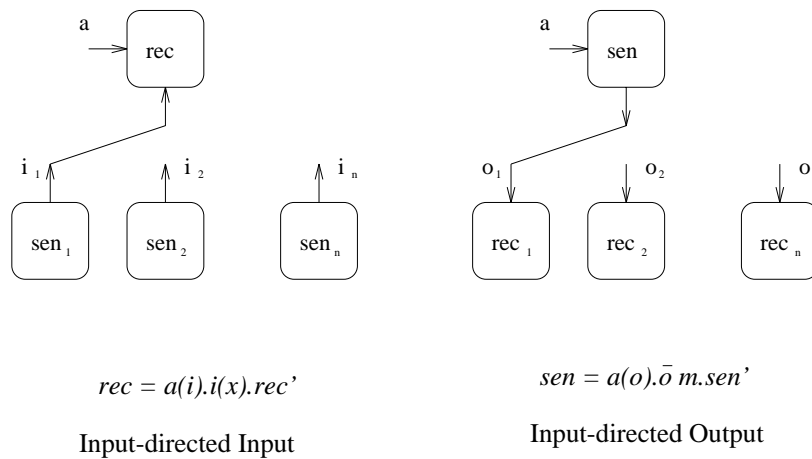 a
rec
i 1
i 2
i n
sen 1
sen 2
sen n
rec = a(i).i(x).rec’
Input-directed Input
a
sen
o 1
o 2
o
rec 1
rec 2
rec n
sen = a(o).ō m.sen’
Input-directed Output